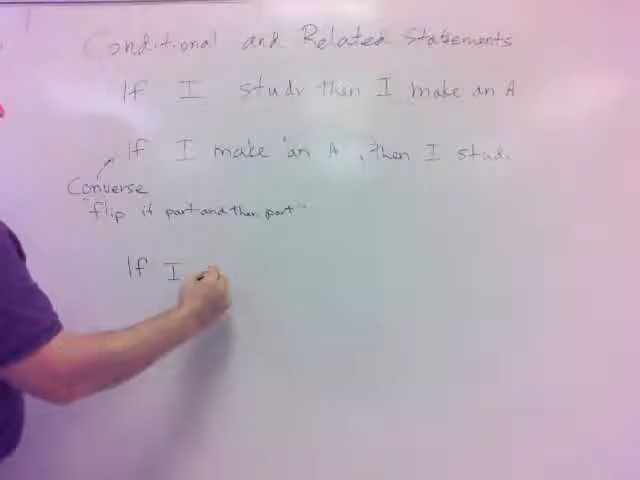 Conditional and Related Statements
If I study then I make an A
If I make an A, then I study
Converse
"flip if part and then part"
If I